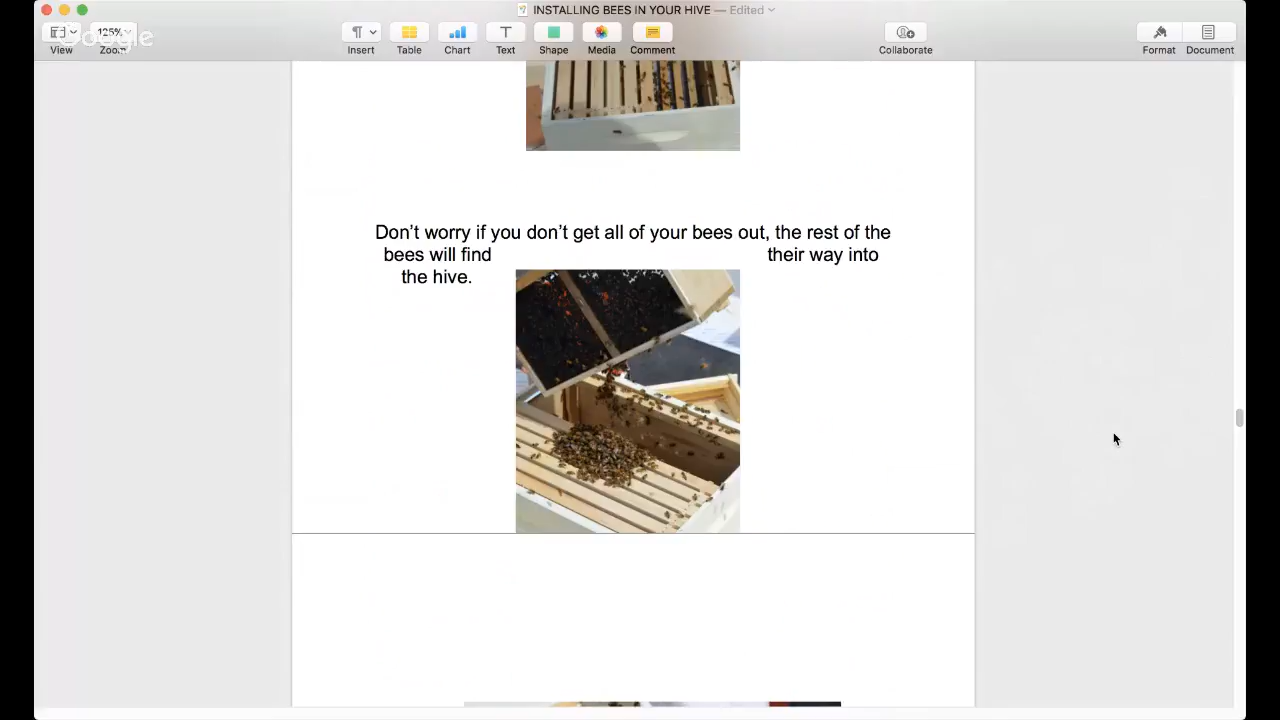 INSTALLING BEES IN YOUR HIVE — Edited
Google
125%
View
Zoom
Insert
Table
Chart
Text
Shape
Media
Comment
Collaborate
Format
Document
Don't worry if you don't get all of your bees out, the rest of the
bees will find their way into
the hive.